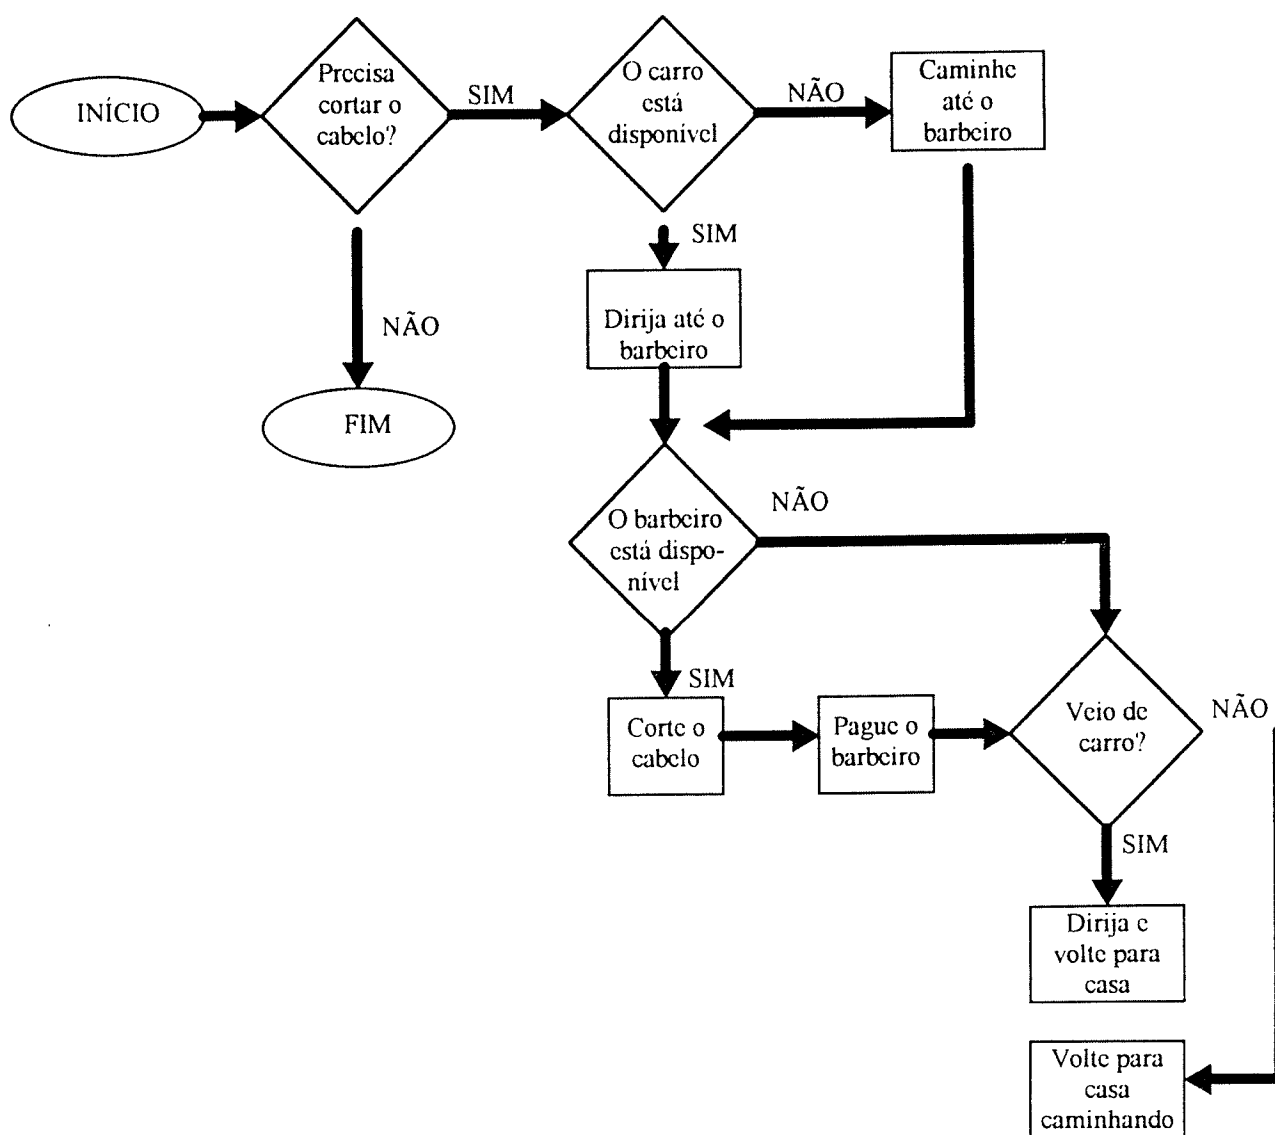 INÍCIO
Precisa
cortar o
cabelo?
SIM
O carro
está
disponível
NÃO
Caminhe
até o
barbeiro
SIM
Dirija até o
barbeiro
NÃO
FIM
O barbeiro
está dispo-
nível
NÃO
SIM
Corte o
cabelo
Pague o
barbeiro
Veio de
carro?
NÃO
SIM
Dirija e
volte para
casa
Volte para
casa
caminhando